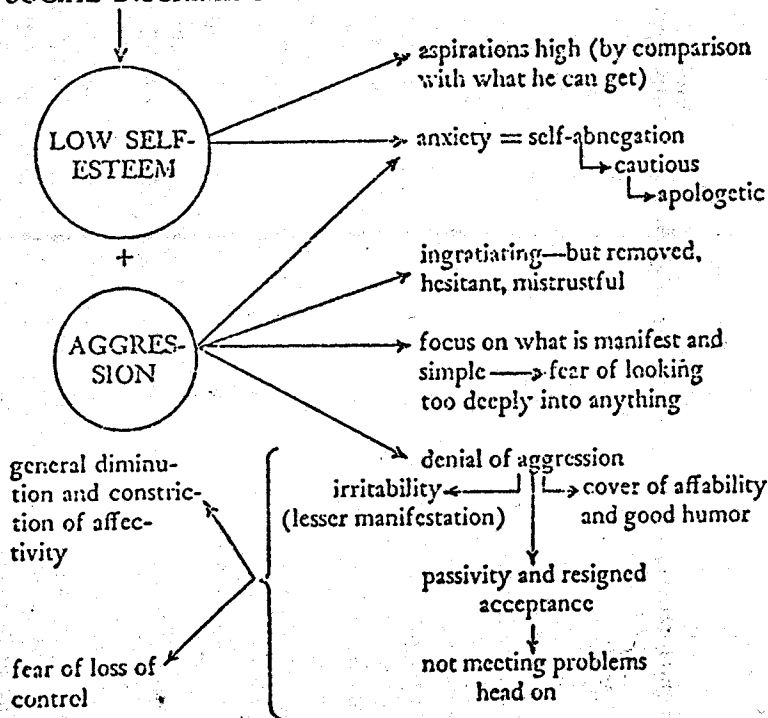 aspirations high (by comparison
with what he can get)
LOW SELF-
ESTEEM
anxiety = self-abnegation
cautious
apologetic
+
ingratiating—but removed,
hesitant, mistrustful
AGGRES-
SION
focus on what is manifest and
simple → fear of looking
too deeply into anything
denial of aggression
irritability
(lesser manifestation)
cover of affability
and good humor
passivity and resigned
acceptance
not meeting problems
head on
general diminu-
tion and constric-
tion of affec-
tivity
fear of loss of
control